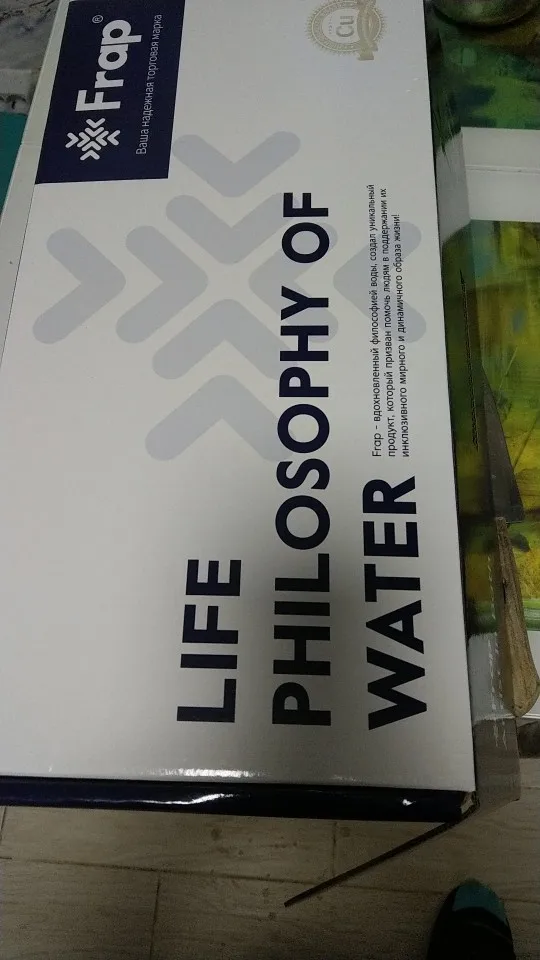 Frap®
Ваша надежная торговая марка
Cu
LIFE
PHILOSOPHY OF
WATER
Frap – вдохновленный философией воды, создал уникальный
продукт, который призван помочь людям в поддержании их
инклюзивного мирного и динамичного образа жизни!